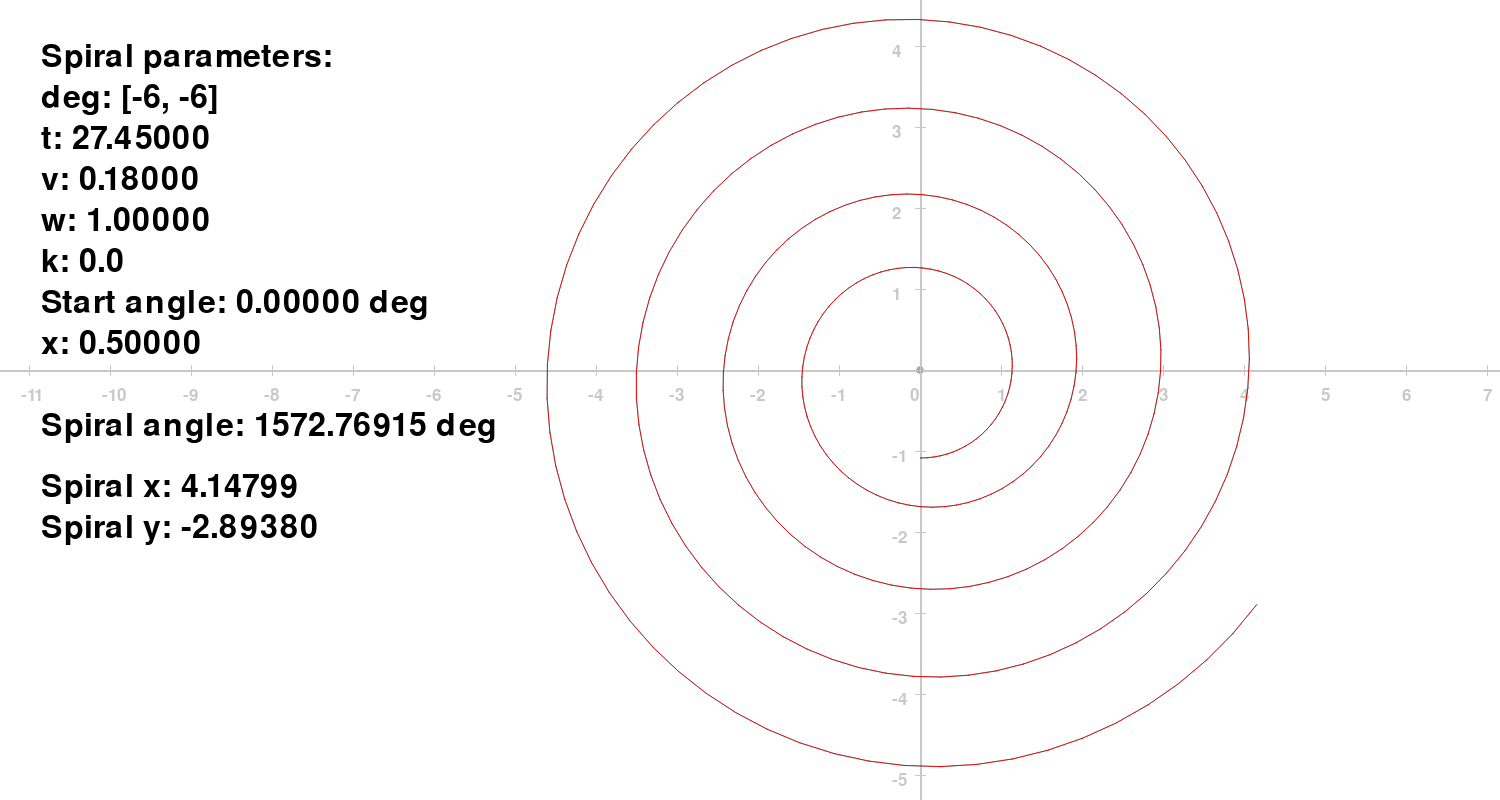 Spiral parameters:
deg: [-6, -6]
t: 27.45000
v: 0.18000
w: 1.00000
k: 0.0
Start angle: 0.00000 deg
x: 0.50000
Spiral angle: 1572.76915 deg
Spiral x: 4.14799
Spiral y: -2.89380
4
3
2
1
-11 -10 -9 -8 -7 -6 -5 -4 -3 -2 -1 0 1 2 3 4 5 6 7
-1
-2
-3
-4
-5